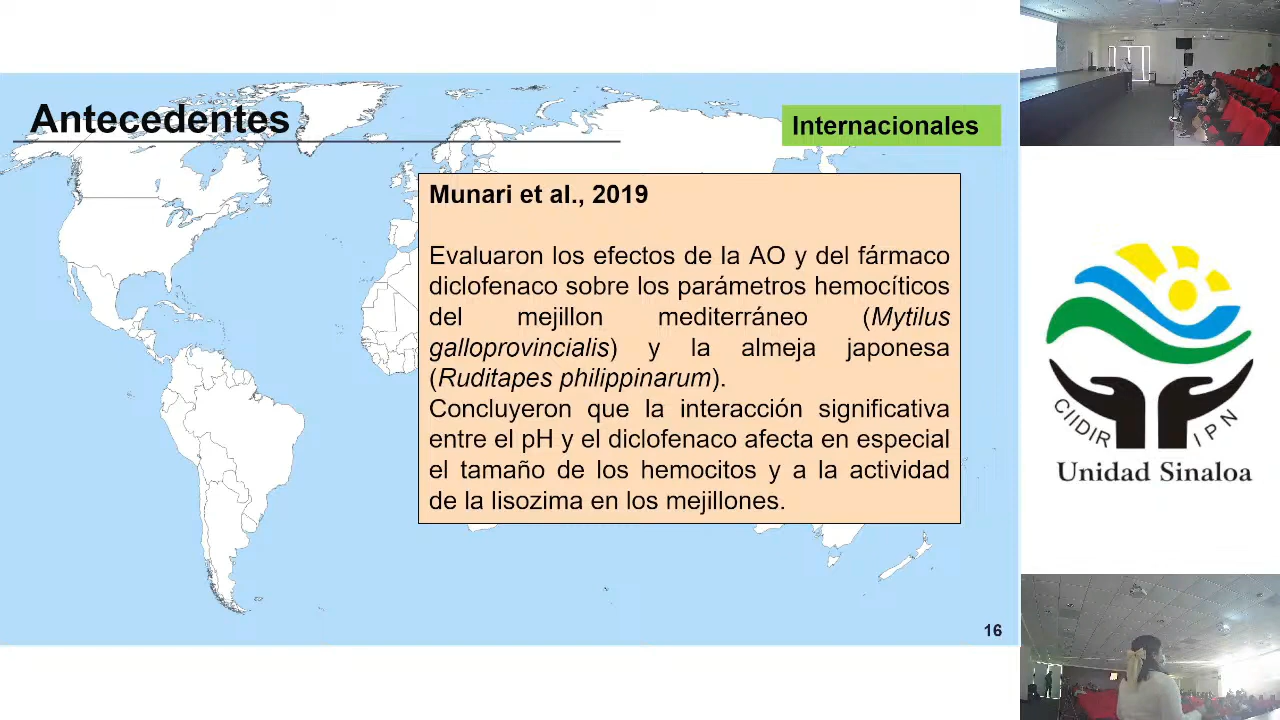 Antecedentes
Internacionales
Munari et al., 2019
Evaluaron los efectos de la AO y del fármaco
diclofenaco sobre los parámetros hemocíticos
del mejillon mediterráneo (Mytilus
galloprovincialis) y la almeja japonesa
(Ruditapes philippinarum).
Concluyeron que la interacción significativa
entre el pH y el diclofenaco afecta en especial
el tamaño de los hemocitos y a la actividad
de la lisozima en los mejillones.
16
CIIDIR IPN
Unidad Sinaloa